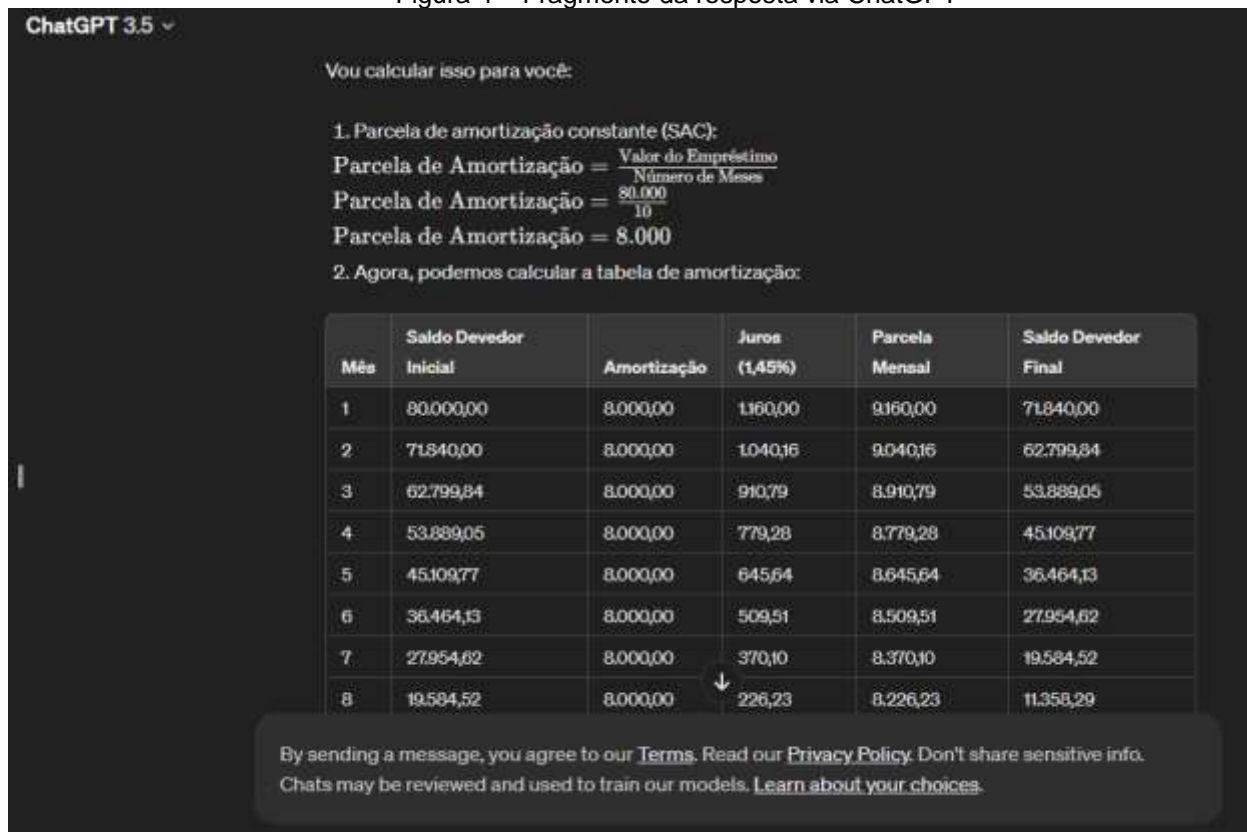 Figura 4 – Fragmento da resposta via ChatGPT
ChatGPT 3.5
Vou calcular isso para você:
1. Parcela de amortização constante (SAC):
Parcela de Amortização = Valor do Empréstimo / Número de Meses
Parcela de Amortização = 80.000 / 10
Parcela de Amortização = 8.000
2. Agora, podemos calcular a tabela de amortização:
Mês Saldo Devedor Inicial Amortização Juros (1,45%) Parcela Mensal Saldo Devedor Final
1 80.000,00 8.000,00 1.160,00 9.160,00 71.840,00
2 71.840,00 8.000,00 1.040,16 9.040,16 62.799,84
3 62.799,84 8.000,00 910,79 8.910,79 53.889,05
4 53.889,05 8.000,00 779,28 8.779,28 45.109,77
5 45.109,77 8.000,00 645,64 8.645,64 36.464,13
6 36.464,13 8.000,00 509,51 8.509,51 27.954,62
7 27.954,62 8.000,00 370,10 8.370,10 19.584,52
8 19.584,52 8.000,00 226,23 8.226,23 11.358,29
By sending a message, you agree to our Terms. Read our Privacy Policy. Don't share sensitive info.
Chats may be reviewed and used to train our models. Learn about your choices.